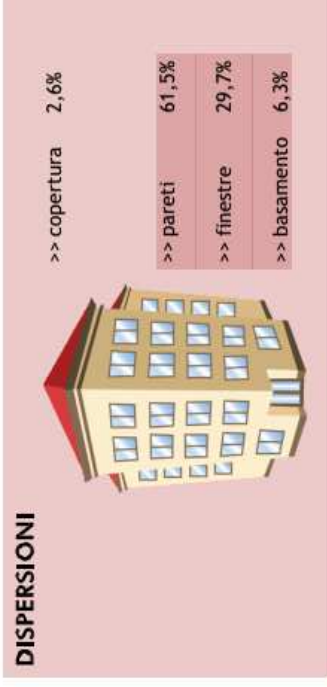 DISPERSIONI
>> copertura 2,6%
>> pareti 61,5%
>> finestre 29,7%
>> basamento 6,3%